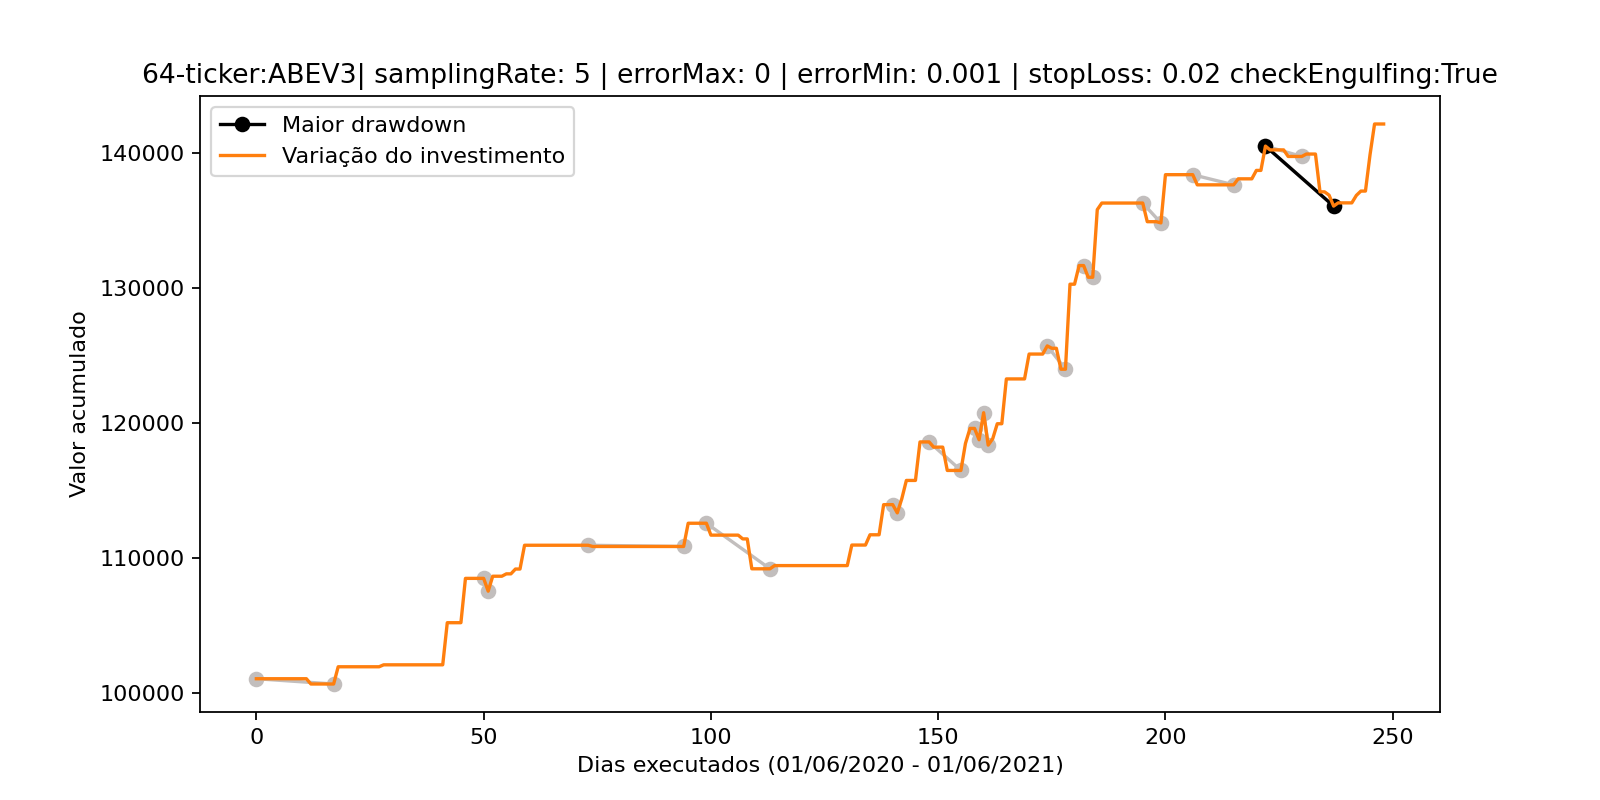 64-ticker:ABEV3| samplingRate: 5 | errorMax: 0 | errorMin: 0.001 | stopLoss: 0.02 checkEngulfing:True
Maior drawdown
Variação do investimento
140000
130000
120000
110000
100000
Valor acumulado
0 50 100 150 200 250
Dias executados (01/06/2020 - 01/06/2021)